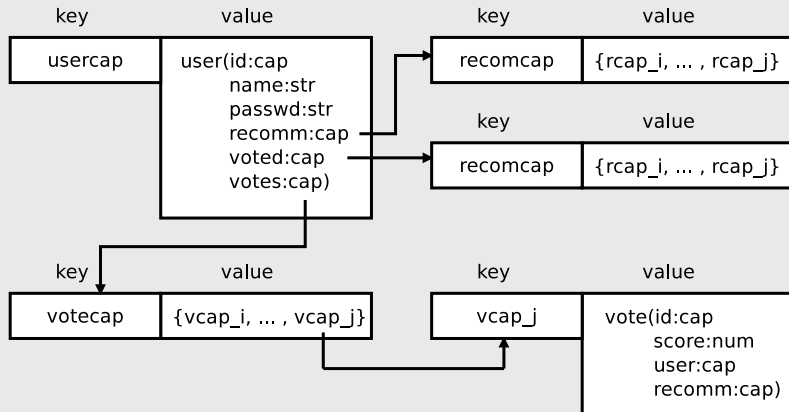 key value
usercap user(id:cap
name:str
passwd:str
recomm:cap
voted:cap
votes:cap)
key value
recomcap {rcap_i, ... , rcap_j}
key value
recomcap {rcap_i, ... , rcap_j}
key value
votecap {vcap_i, ... , vcap_j}
key value
vcap_j vote(id:cap
score:num
user:cap
recomm:cap)